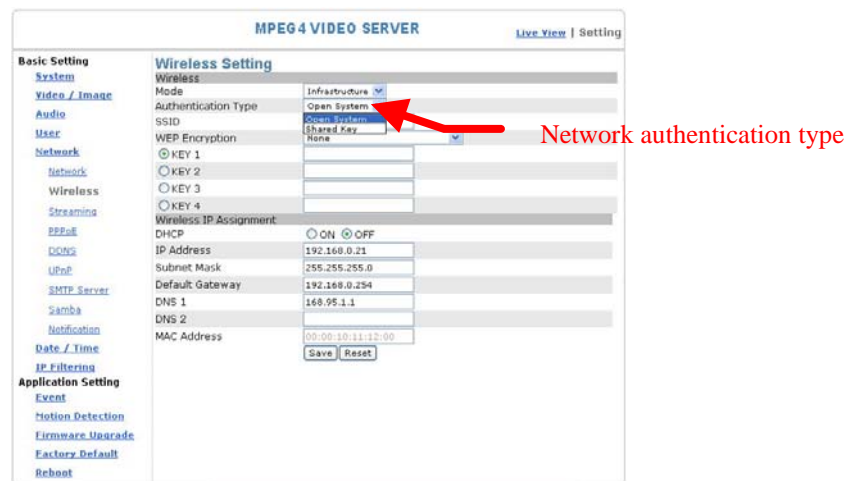 MPEG4 VIDEO SERVER
Live View | Setting
Basic Setting
System
Video / Image
Audio
User
Network
Network
Wireless
Streaming
PPPoE
DDNS
UPnP
SMTP Server
Samba
Notification
Date / Time
IP Filtering
Application Setting
Event
Motion Detection
Firmware Upgrade
Factory Default
Reboot
Wireless Setting
Wireless
Mode Infrastructure
Authentication Type Open System
Open System
Shared Key
SSID
WEP Encryption None
KEY 1
KEY 2
KEY 3
KEY 4
Wireless IP Assignment
DHCP ON OFF
IP Address 192.168.0.21
Subnet Mask 255.255.255.0
Default Gateway 192.168.0.254
DNS 1 168.95.1.1
DNS 2
MAC Address 00:00:10:11:12:00
Save Reset
Network authentication type